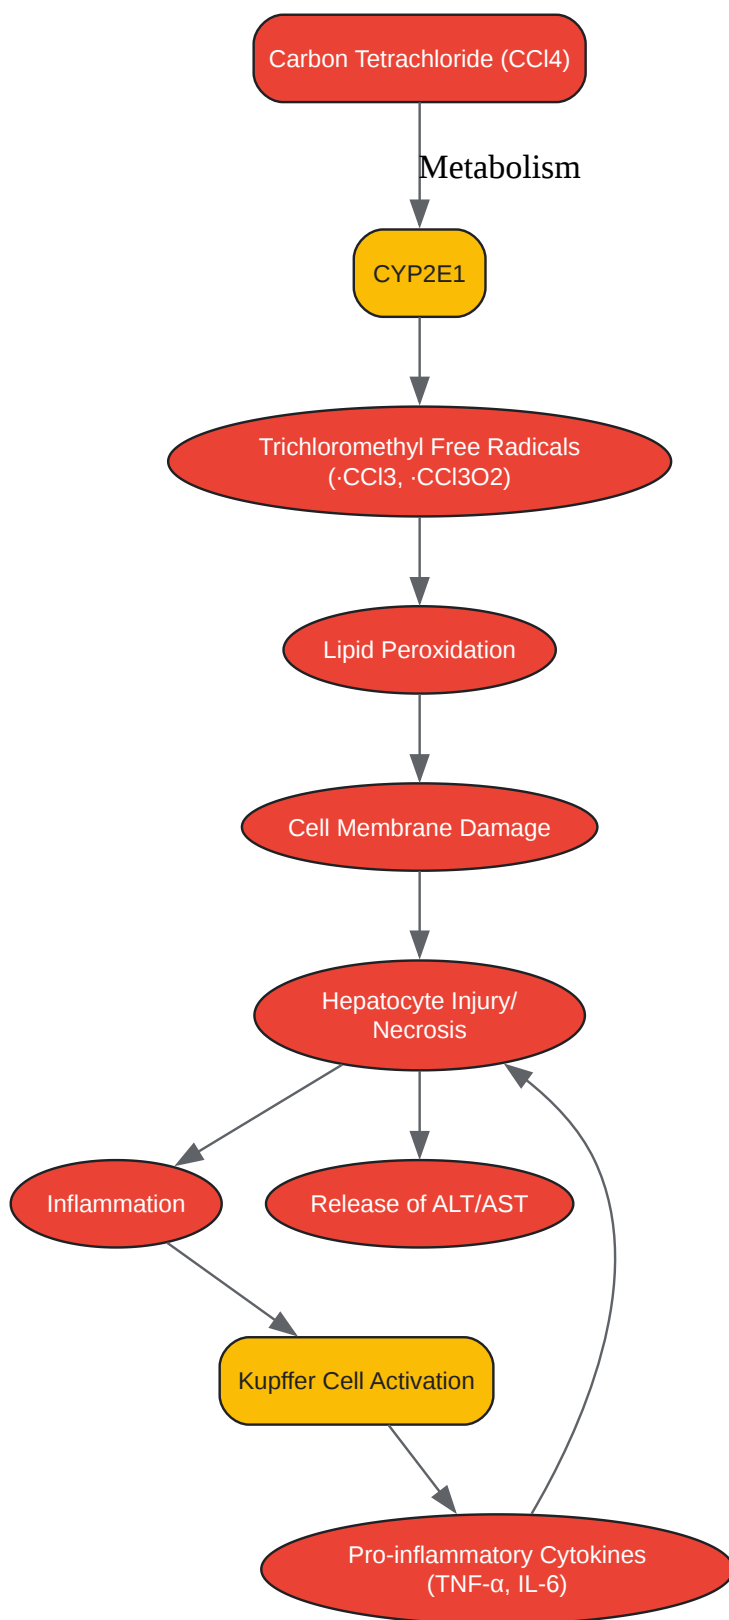 Carbon Tetrachloride (CCl4)
Metabolism
CYP2E1
Trichloromethyl Free Radicals
(·CCl3, ·CCl3O2)
Lipid Peroxidation
Cell Membrane Damage
Hepatocyte Injury/
Necrosis
Inflammation
Release of ALT/AST
Kupffer Cell Activation
Pro-inflammatory Cytokines
(TNF-α, IL-6)